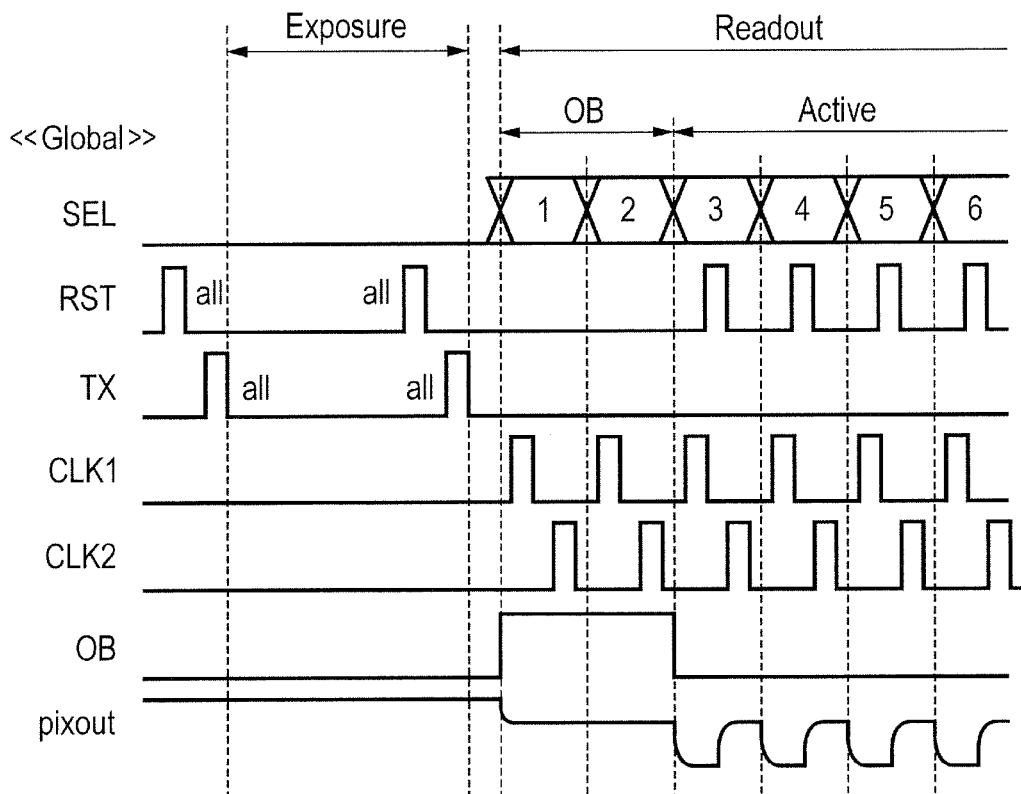 Exposure
Readout
OB
Active
<<Global>>
SEL
1 2 3 4 5 6
RST
all
all
TX
all
all
CLK1
CLK2
OB
pixout